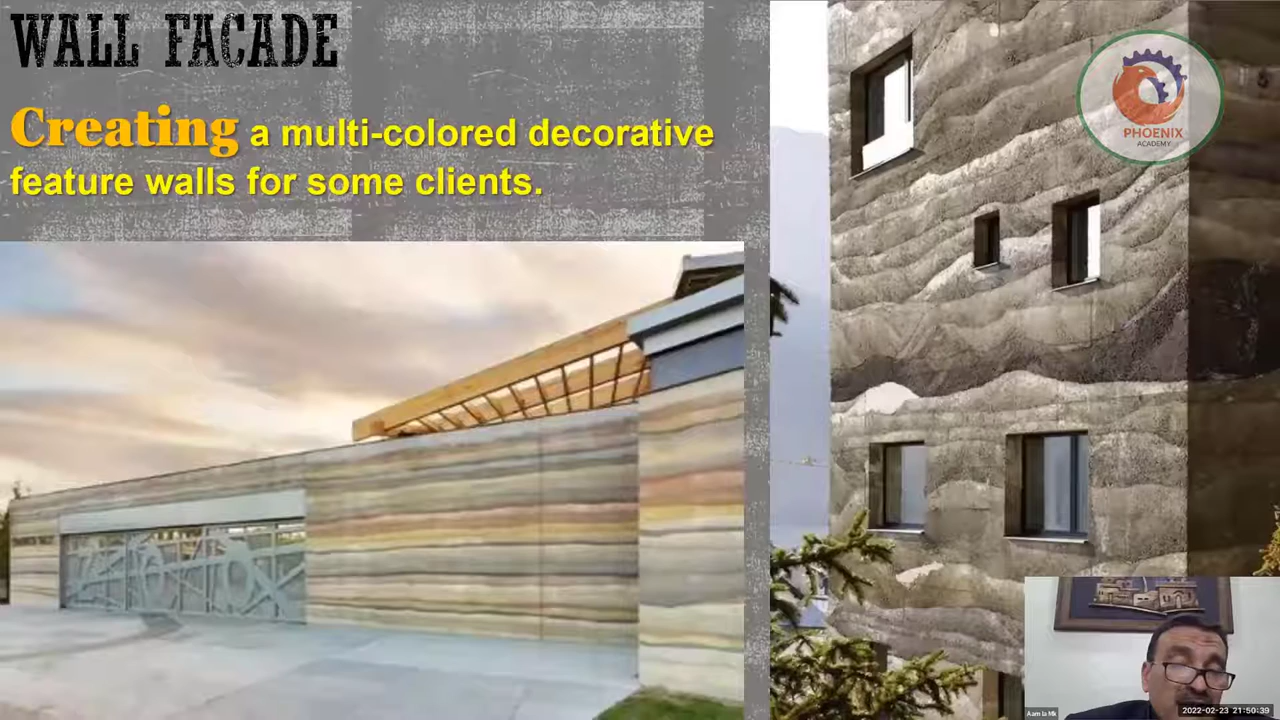 WALL FACADE
Creating a multi-colored decorative
feature walls for some clients.
PHOENIX
ACADEMY
2022-02-23 21:50:39